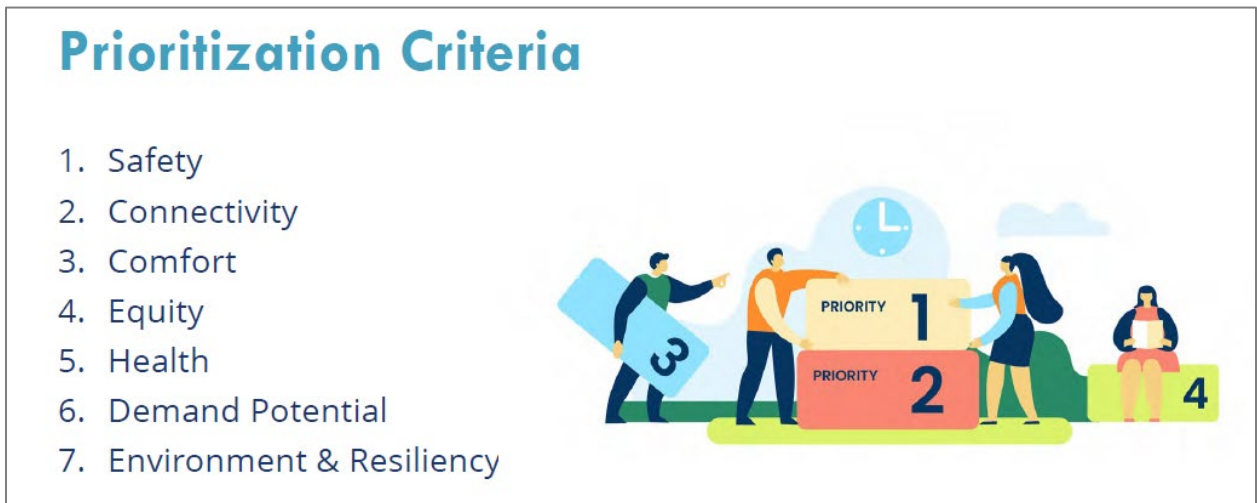 Prioritization Criteria
1. Safety
2. Connectivity
3. Comfort
4. Equity
5. Health
6. Demand Potential
7. Environment & Resiliency
PRIORITY 1
PRIORITY 2
3
4